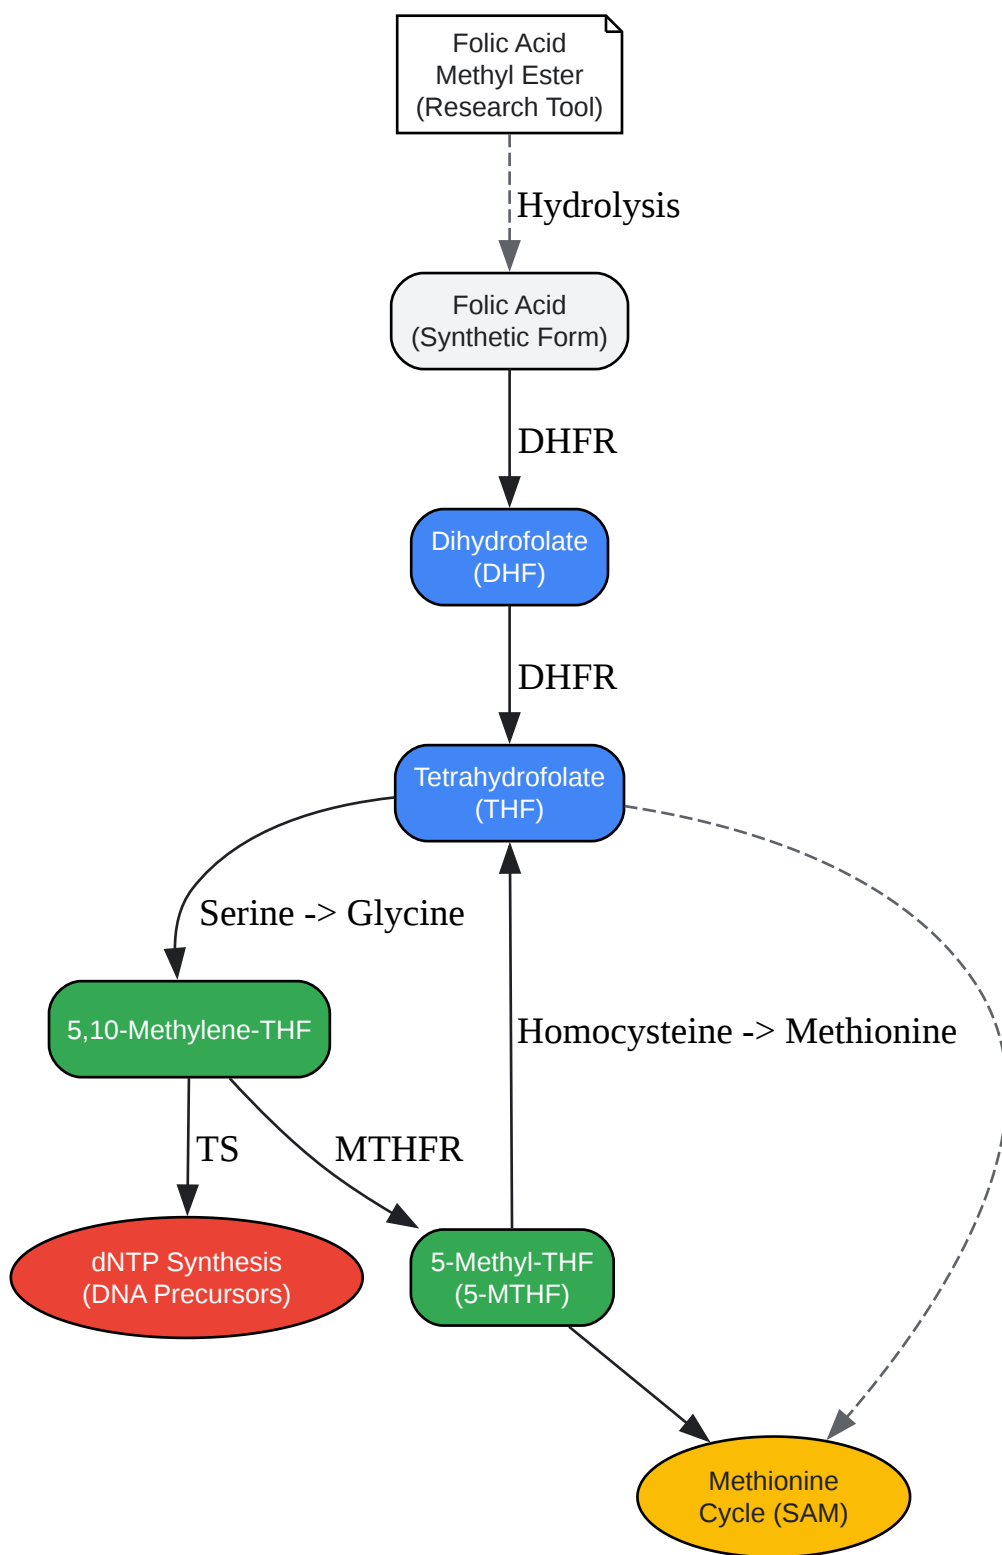 Folic Acid
Methyl Ester
(Research Tool)
Hydrolysis
Folic Acid
(Synthetic Form)
DHFR
Dihydrofolate
(DHF)
DHFR
Tetrahydrofolate
(THF)
Serine -> Glycine
5,10-Methylene-THF
Homocysteine -> Methionine
TS
MTHFR
dNTP Synthesis
(DNA Precursors)
5-Methyl-THF
(5-MTHF)
Methionine
Cycle (SAM)